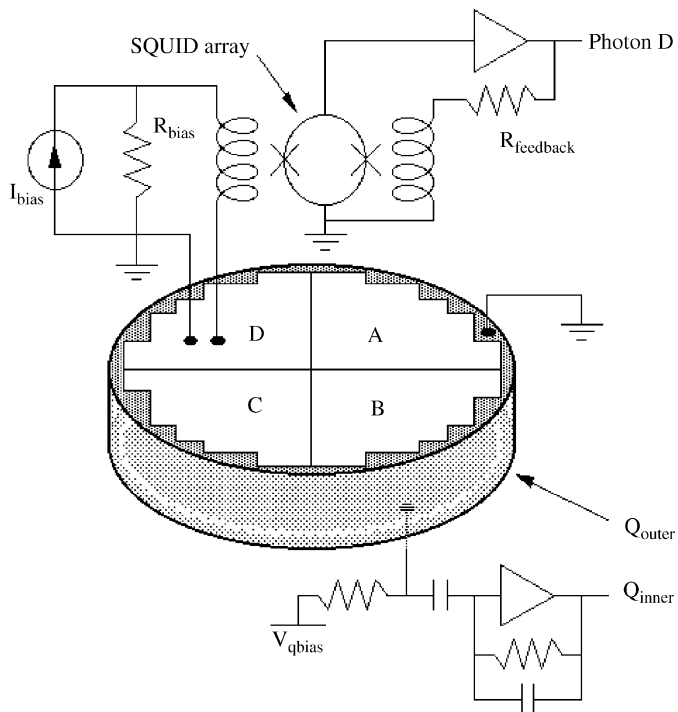 SQUID array
Photon D
R_bias
R_feedback
I_bias
D
A
C
B
Q_outer
Q_inner
V_qbias